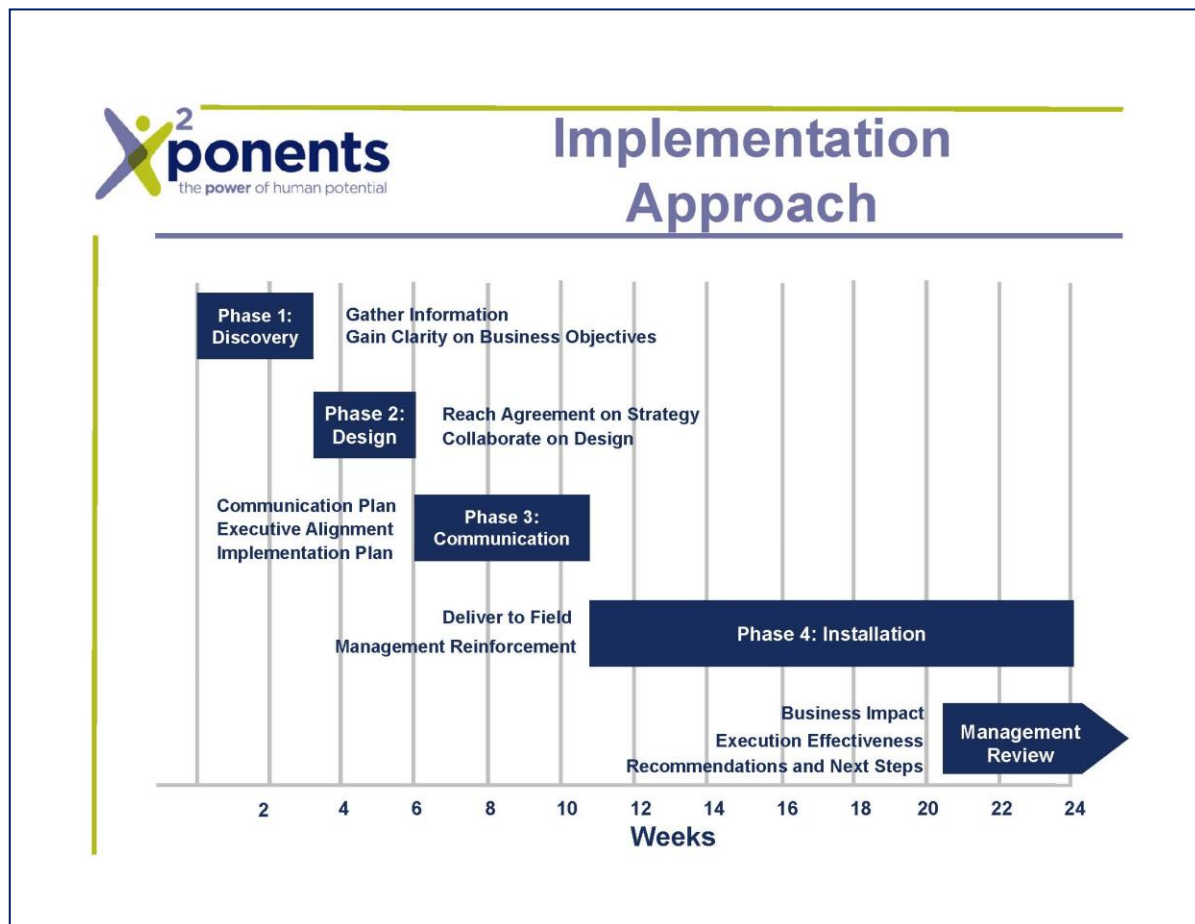 X2ponents
the power of human potential
Implementation
Approach
Phase 1:
Discovery
Gather Information
Gain Clarity on Business Objectives
Phase 2:
Design
Reach Agreement on Strategy
Collaborate on Design
Communication Plan
Executive Alignment
Implementation Plan
Phase 3:
Communication
Deliver to Field
Management Reinforcement
Phase 4: Installation
Business Impact
Execution Effectiveness
Recommendations and Next Steps
Management
Review
2 4 6 8 10 12 14 16 18 20 22 24
Weeks